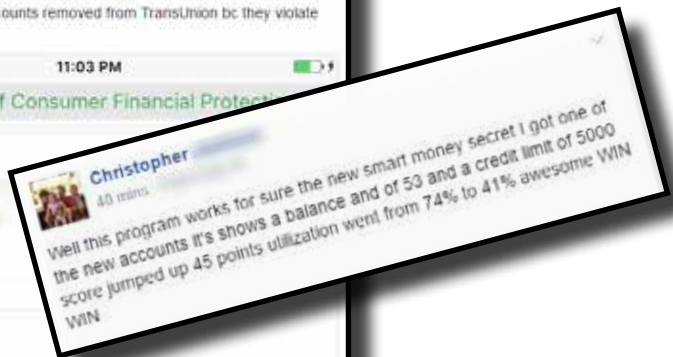 ounts removed from TransUnion bc they violate
11:03 PM
f Consumer Financial Protecti
Christopher
40 mins
Well this program works for sure the new smart money secret I got one of
the new accounts it's shows a balance and of 53 and a credit limit of 5000
score jumped up 45 points utilization went from 74% to 41% awesome WIN
WIN